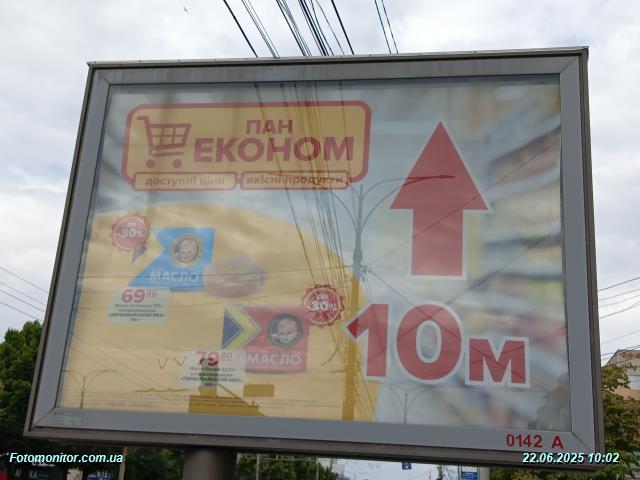 ПАН
ЕКОНОМ
доступні ціни якісні продукти
-30%
МАСЛО
69
-30%
МАСЛО
79 90
10м
0142 A
Fotomonitor.com.ua
22.06.2025 10:02